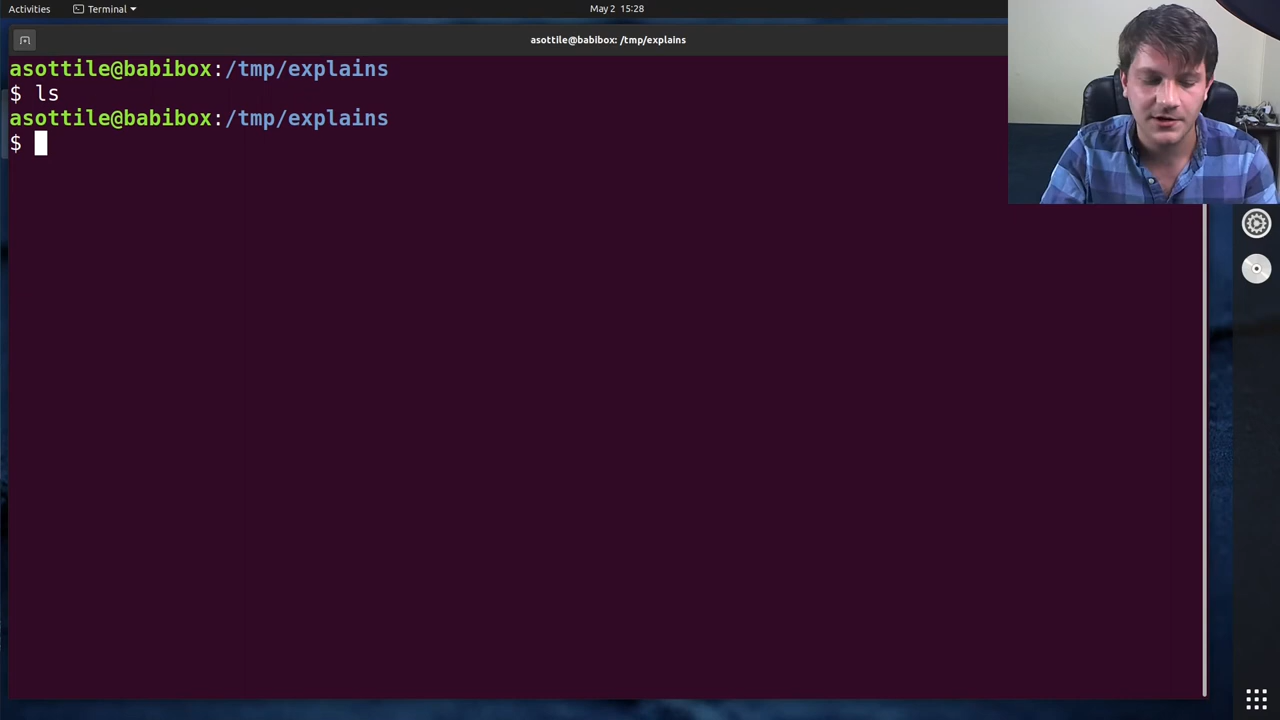 Activities
Terminal
May 2 15:28
asottile@babibox: /tmp/explains
asottile@babibox:/tmp/explains
$ ls
asottile@babibox:/tmp/explains
$